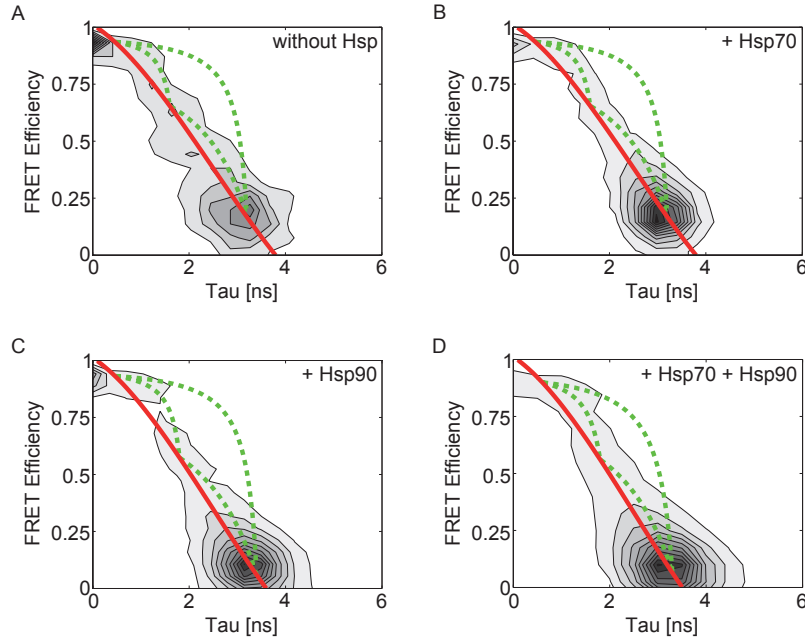 A
without Hsp
1
0.75
0.5
0.25
0
FRET Efficiency
0
2
4
6
Tau [ns]
B
+ Hsp70
1
0.75
0.5
0.25
0
FRET Efficiency
0
2
4
6
Tau [ns]
C
+ Hsp90
1
0.75
0.5
0.25
0
FRET Efficiency
0
2
4
6
Tau [ns]
D
+ Hsp70 + Hsp90
1
0.75
0.5
0.25
0
FRET Efficiency
0
2
4
6
Tau [ns]